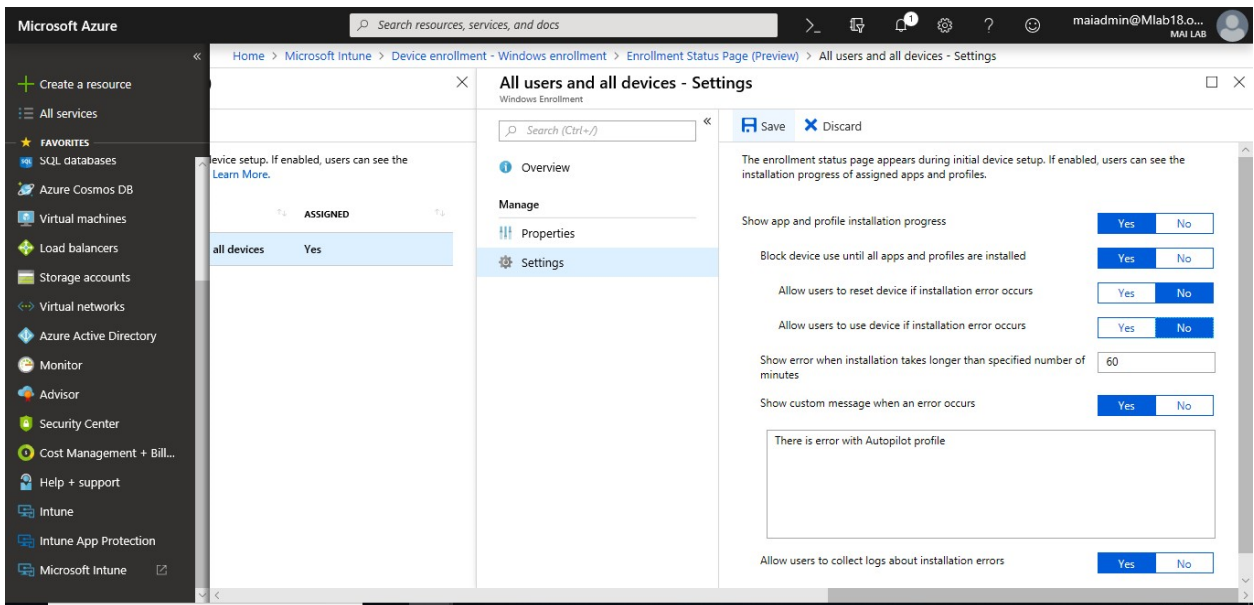 Microsoft Azure
Search resources, services, and docs
1
maiadmin@Mlab18.o...
MAI LAB
Home > Microsoft Intune > Device enrollment - Windows enrollment > Enrollment Status Page (Preview) > All users and all devices - Settings
Create a resource
All services
FAVORITES
SQL databases
Azure Cosmos DB
Virtual machines
Load balancers
Storage accounts
Virtual networks
Azure Active Directory
Monitor
Advisor
Security Center
Cost Management + Bill...
Help + support
Intune
Intune App Protection
Microsoft Intune
device setup. If enabled, users can see the
Learn More.
ASSIGNED
all devices Yes
All users and all devices - Settings
Windows Enrollment
Search (Ctrl+/)
Overview
Manage
Properties
Settings
Save Discard
The enrollment status page appears during initial device setup. If enabled, users can see the
installation progress of assigned apps and profiles.
Show app and profile installation progress Yes No
Block device use until all apps and profiles are installed Yes No
Allow users to reset device if installation error occurs Yes No
Allow users to use device if installation error occurs Yes No
Show error when installation takes longer than specified number of 60
minutes
Show custom message when an error occurs Yes No
There is error with Autopilot profile
Allow users to collect logs about installation errors Yes No